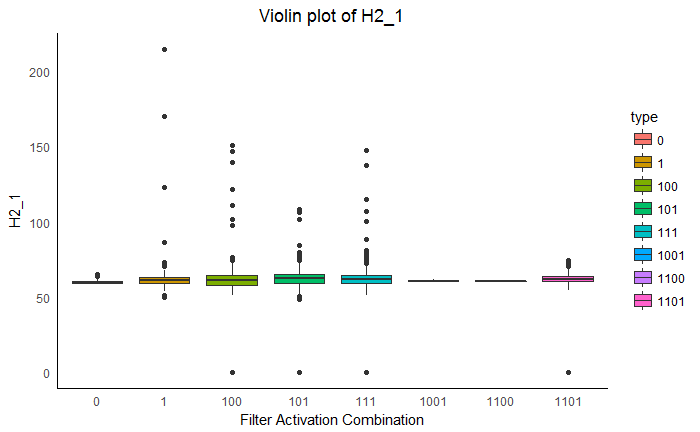 Violin plot of H2_1
H2_1
200
150
100
50
0
0 1 100 101 111 1001 1100 1101
Filter Activation Combination
type
0
1
100
101
111
1001
1100
1101